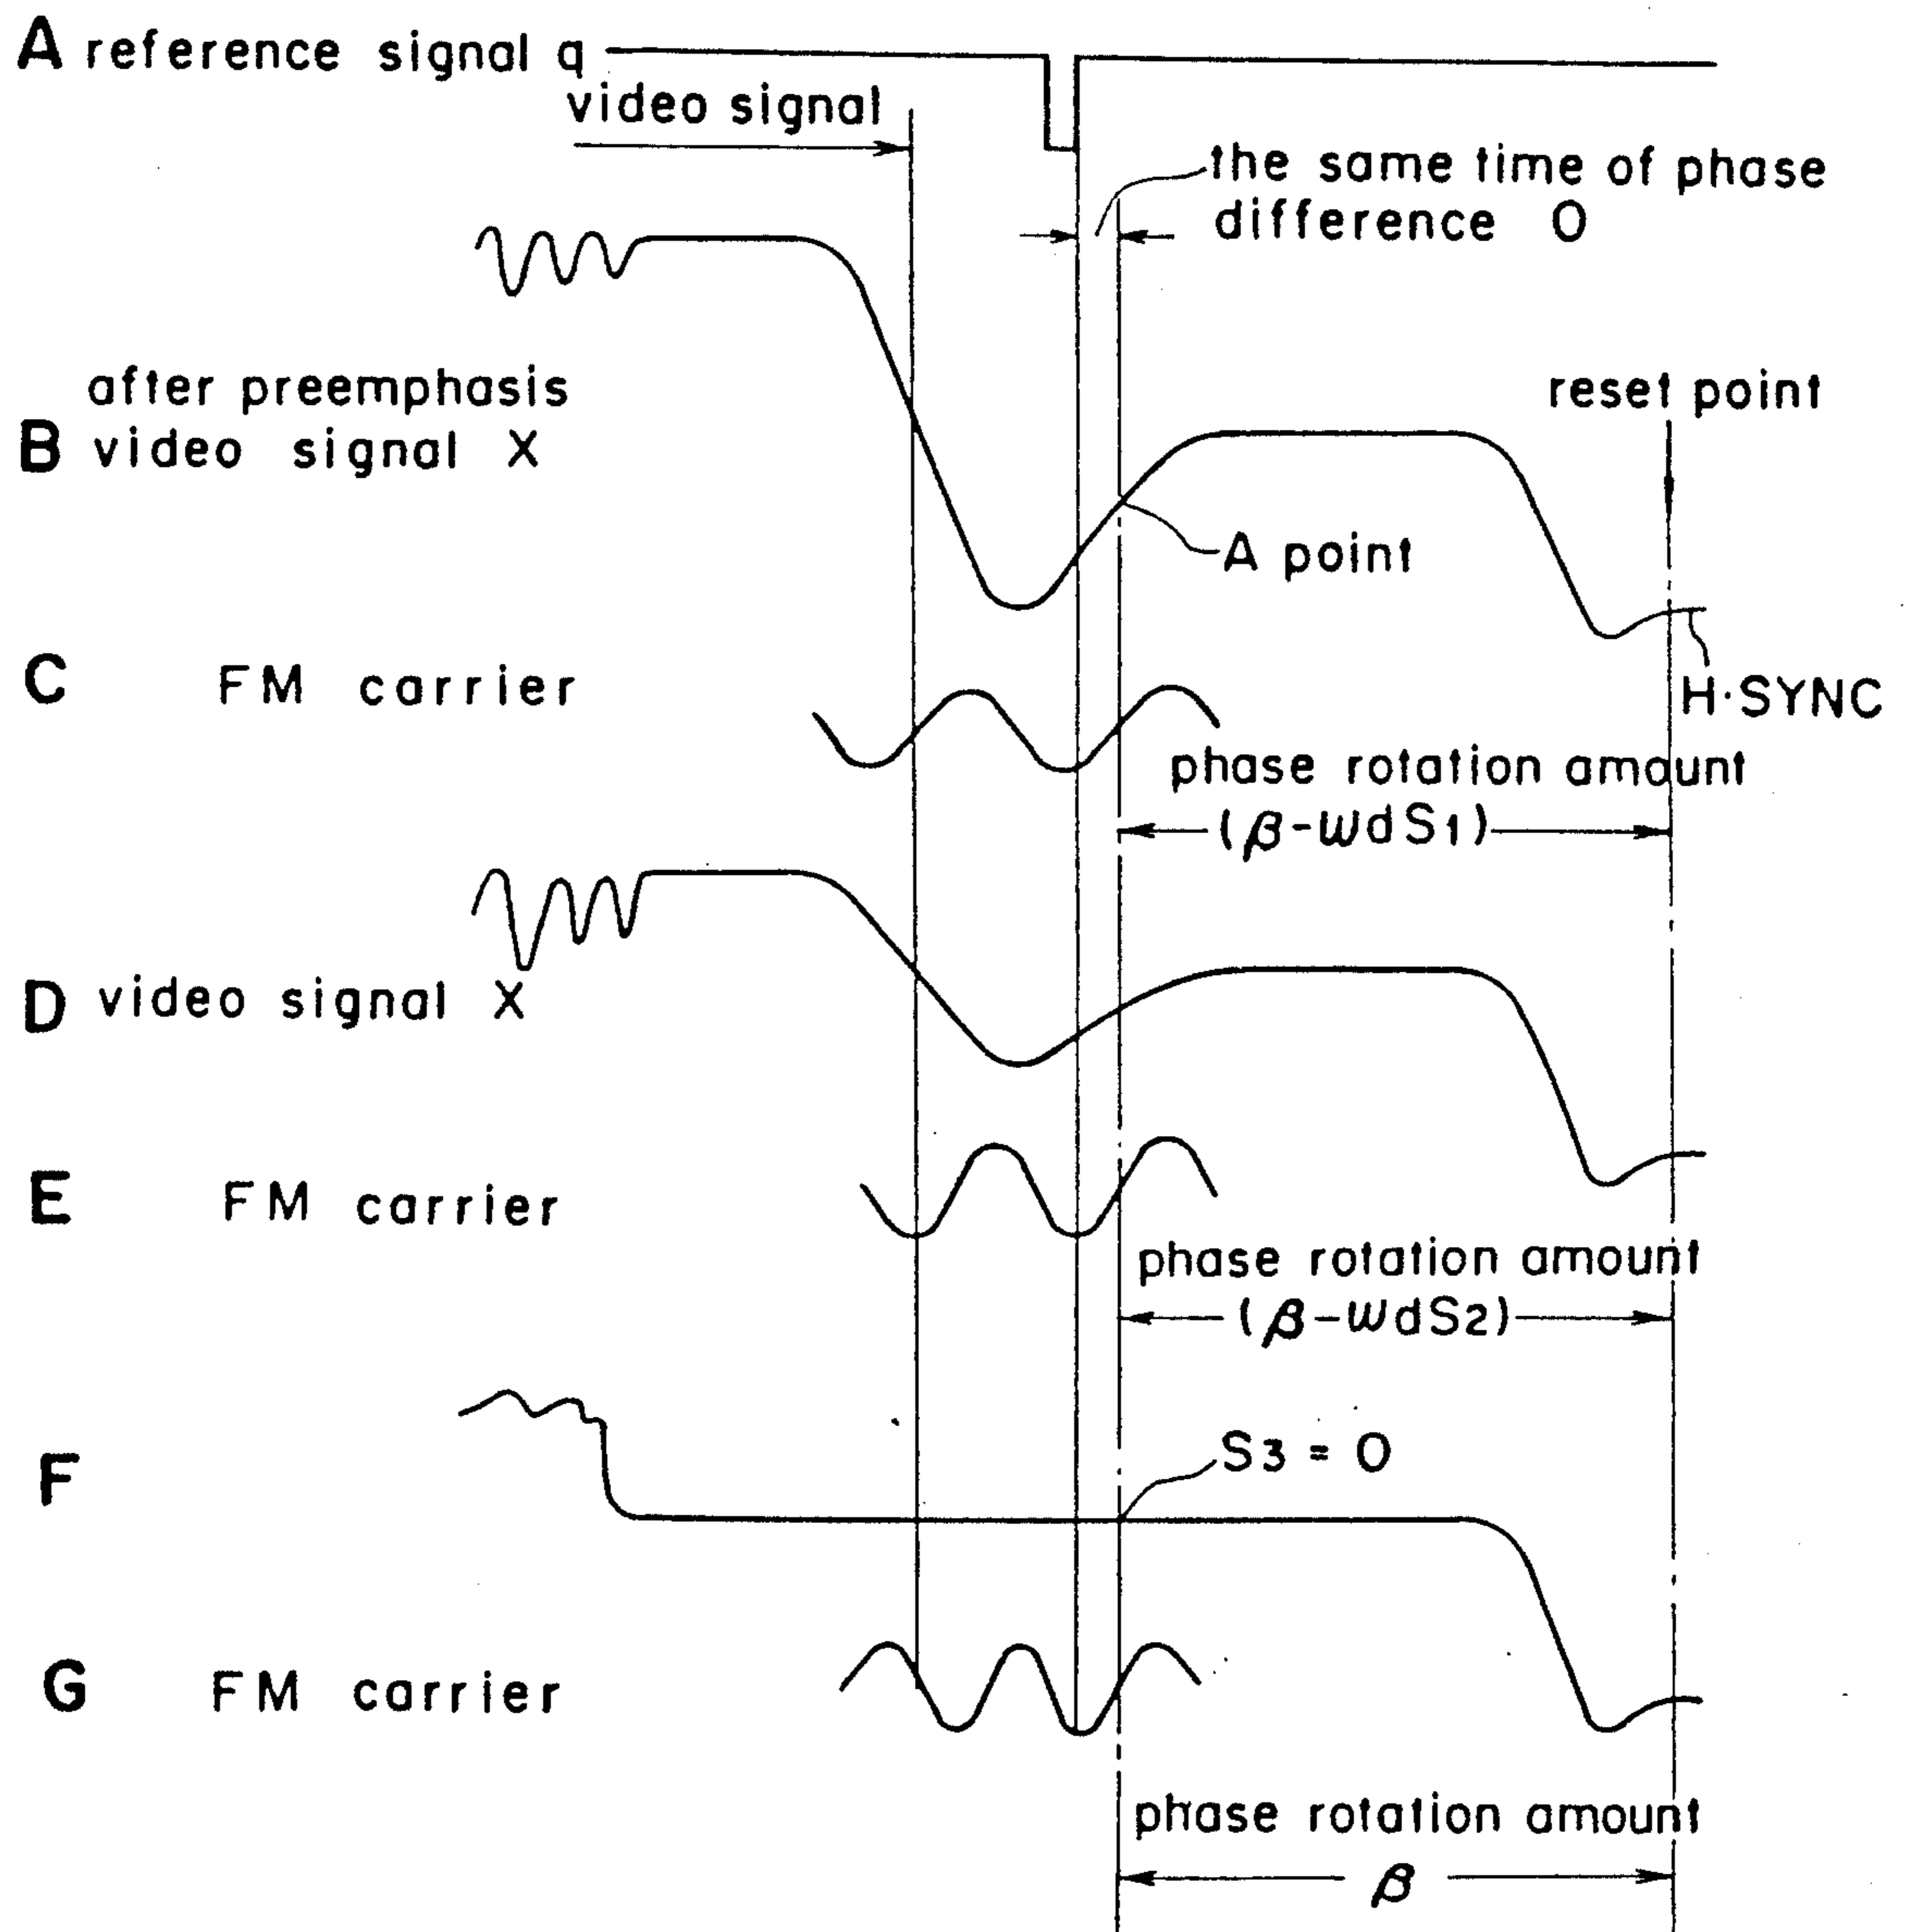 A reference signal q
video signal
the same time of phase
difference 0
after preemphasis
B video signal X
reset point
A point
C FM carrier
H·SYNC
phase rotation amount
(β-ωdS1)
D video signal X
E FM carrier
phase rotation amount
(β-ωdS2)
F
S3 = 0
G FM carrier
phase rotation amount
β